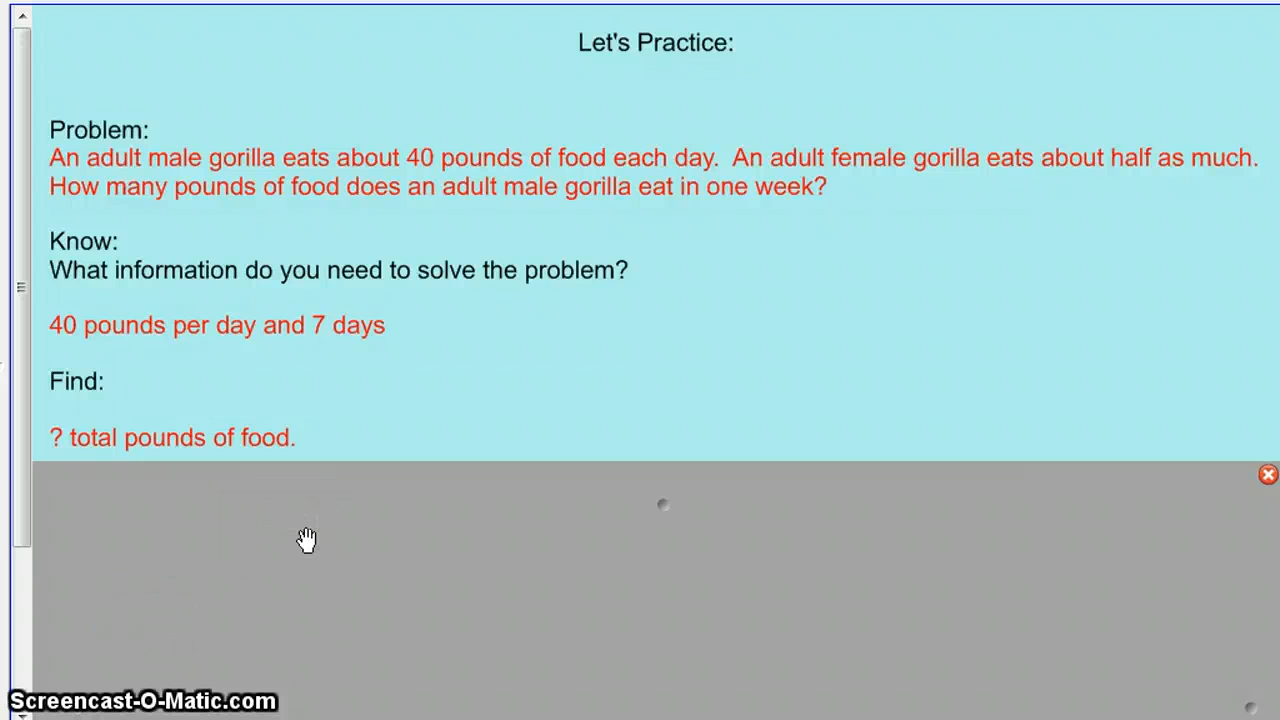 Let's Practice:
Problem:
An adult male gorilla eats about 40 pounds of food each day.  An adult female gorilla eats about half as much.
How many pounds of food does an adult male gorilla eat in one week?
Know:
What information do you need to solve the problem?
40 pounds per day and 7 days
Find:
? total pounds of food.
Screencast-O-Matic.com